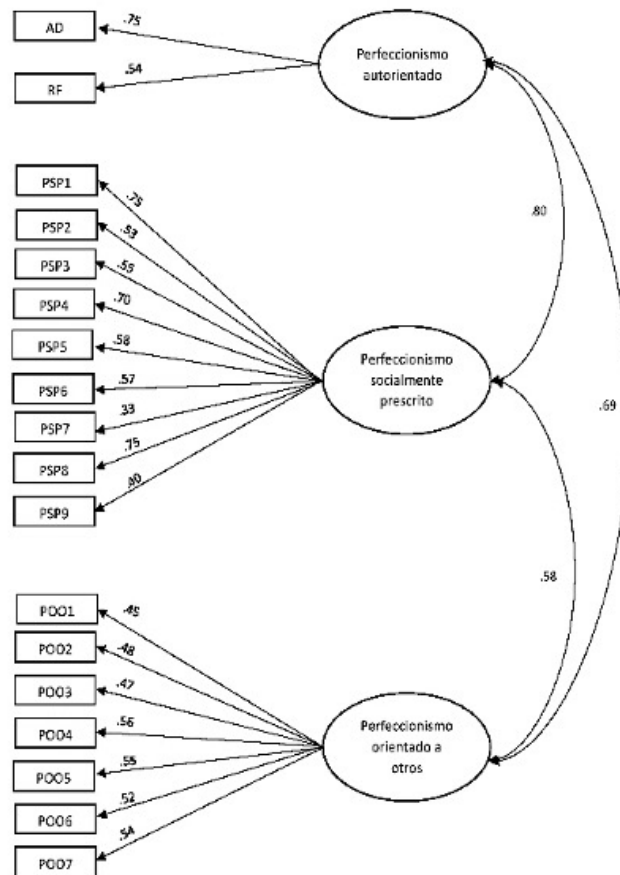 AD
.75
Perfeccionismo
autorientado
RF
.54
.80
.69
PSP1
.75
PSP2
.53
PSP3
.55
PSP4
.70
PSP5
.58
PSP6
.57
PSP7
.33
PSP8
.75
PSP9
.40
Perfeccionismo
socialmente
prescrito
.58
POO1
.45
POO2
.48
POO3
.47
POO4
.56
POO5
.55
POO6
.52
POO7
.54
Perfeccionismo
orientado a
otros